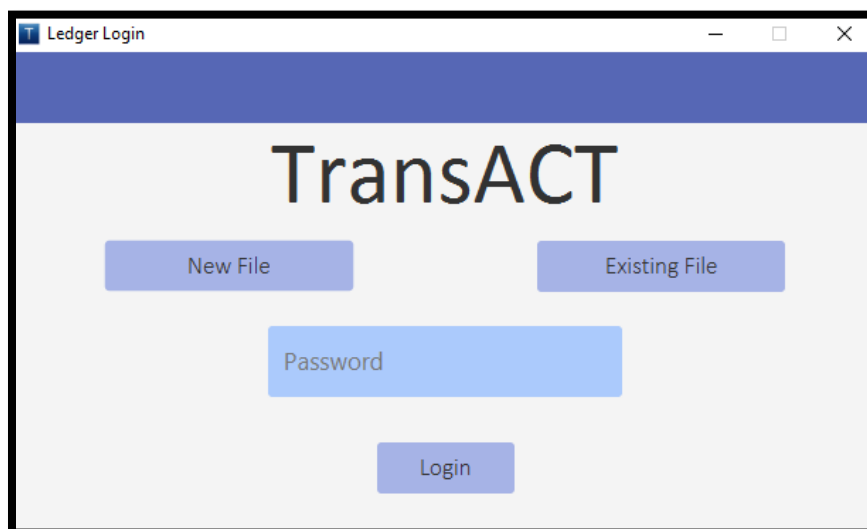 T Ledger Login
TransACT
New File Existing File
Password
Login